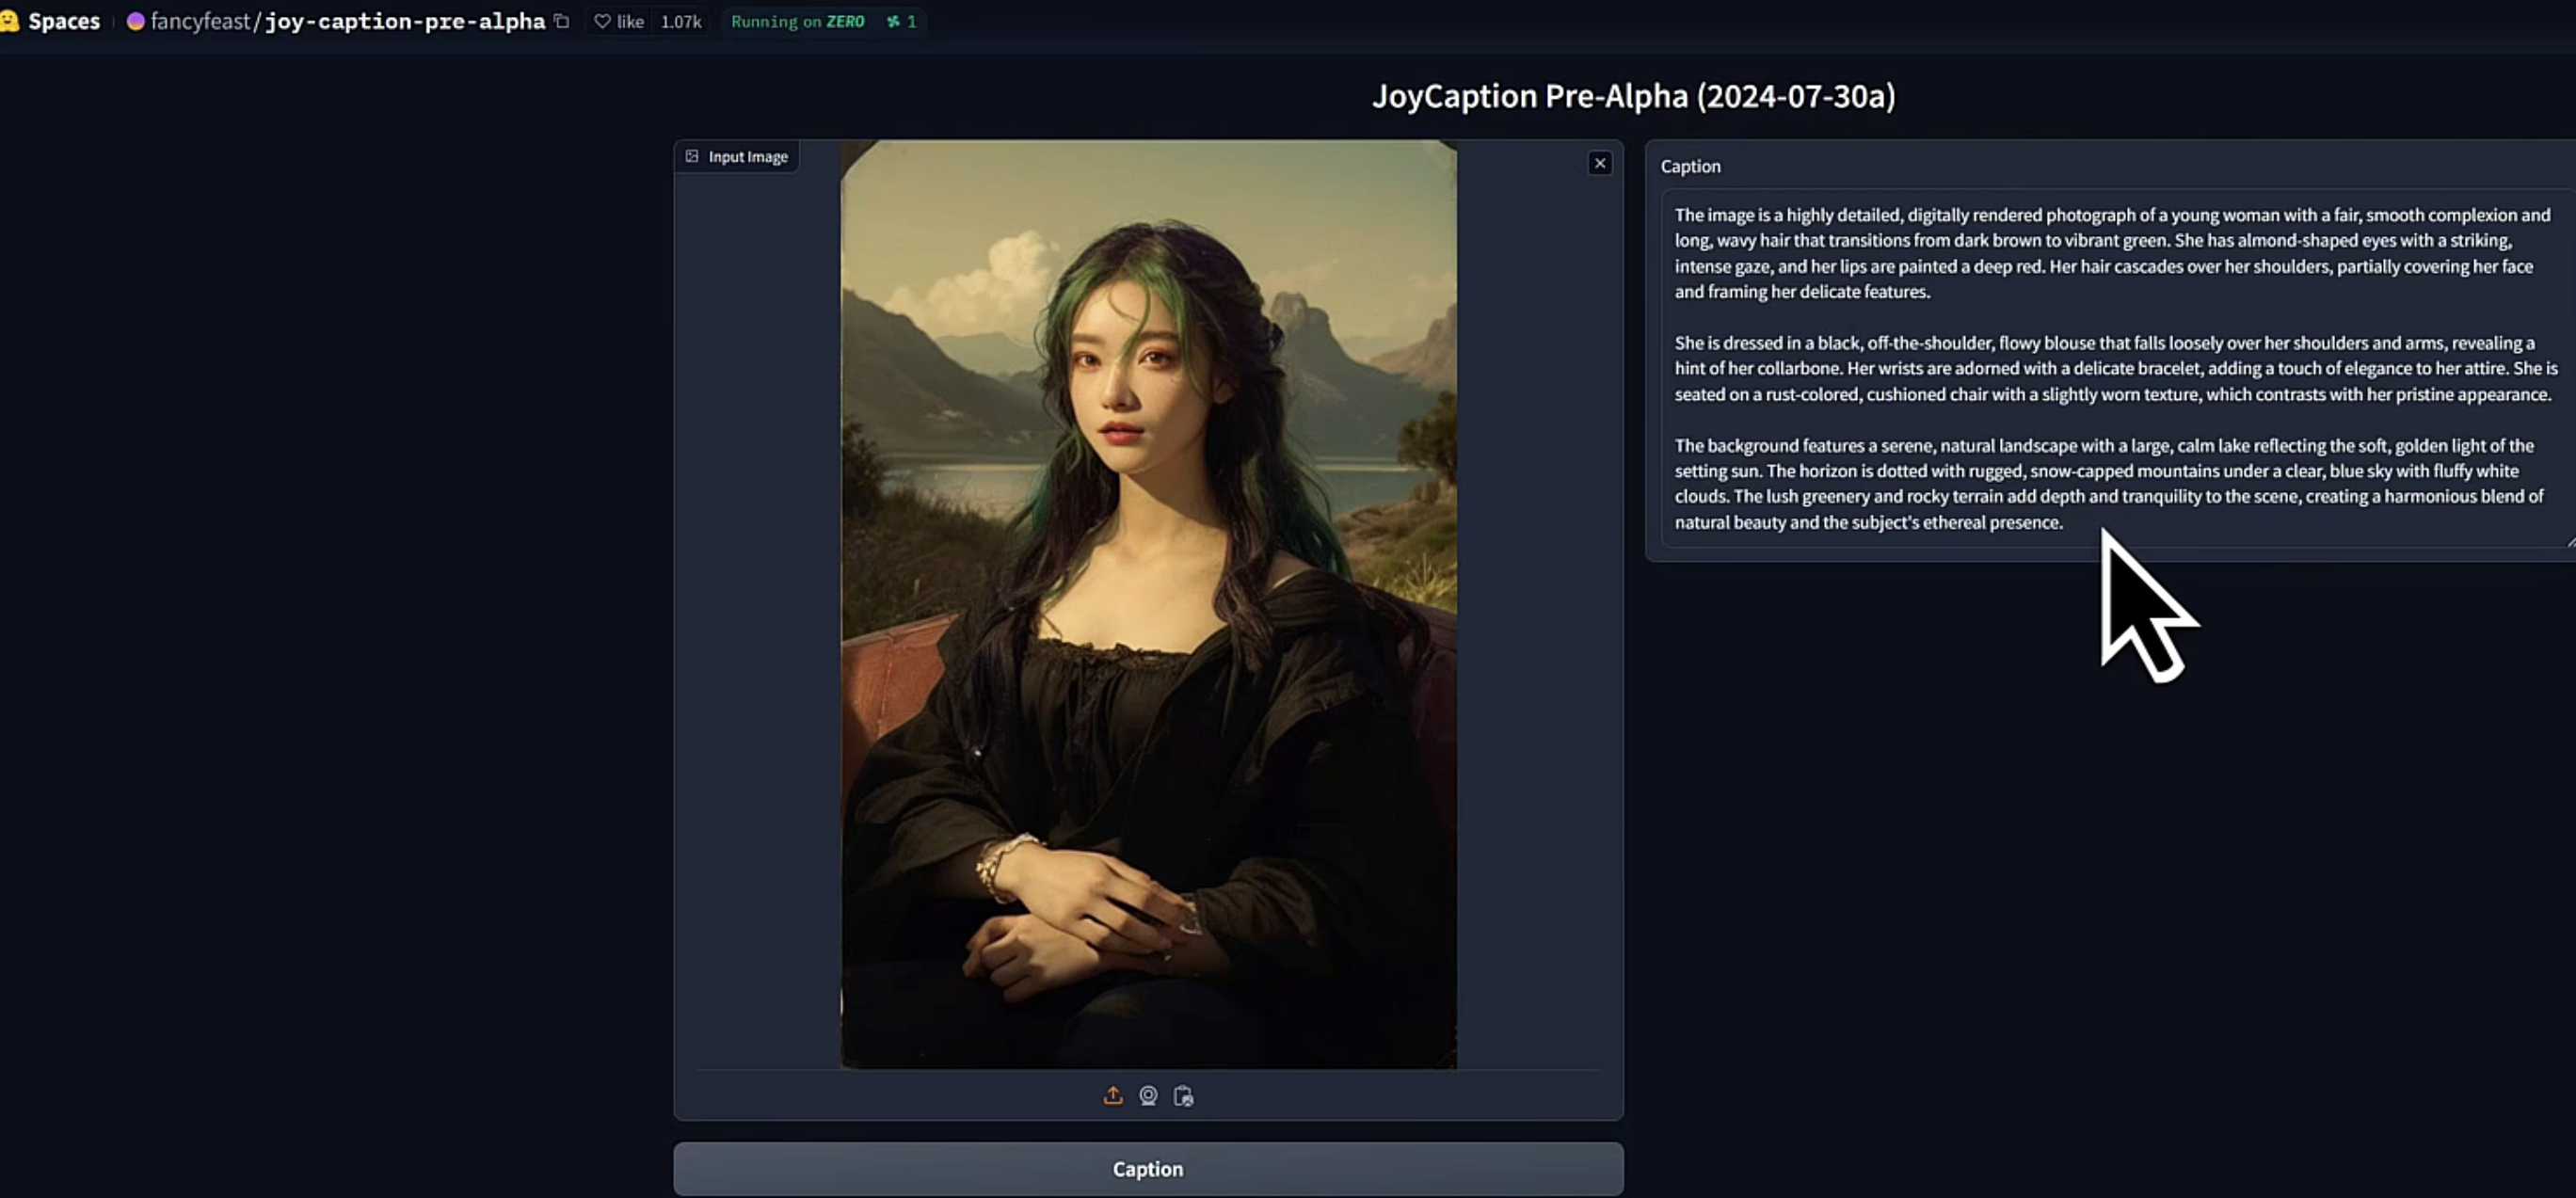 Spaces fancyfeast/joy-caption-pre-alpha like 1.07k Running on ZERO 1
JoyCaption Pre-Alpha (2024-07-30a)
Input Image
Caption
The image is a highly detailed, digitally rendered photograph of a young woman with a fair, smooth complexion and
long, wavy hair that transitions from dark brown to vibrant green. She has almond-shaped eyes with a striking,
intense gaze, and her lips are painted a deep red. Her hair cascades over her shoulders, partially covering her face
and framing her delicate features.
She is dressed in a black, off-the-shoulder, flowy blouse that falls loosely over her shoulders and arms, revealing a
hint of her collarbone. Her wrists are adorned with a delicate bracelet, adding a touch of elegance to her attire. She is
seated on a rust-colored, cushioned chair with a slightly worn texture, which contrasts with her pristine appearance.
The background features a serene, natural landscape with a large, calm lake reflecting the soft, golden light of the
setting sun. The horizon is dotted with rugged, snow-capped mountains under a clear, blue sky with fluffy white
clouds. The lush greenery and rocky terrain add depth and tranquility to the scene, creating a harmonious blend of
natural beauty and the subject's ethereal presence.
Caption